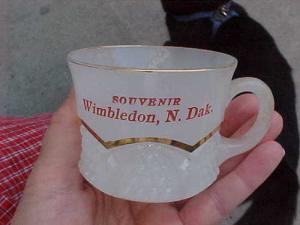 SOUVENIR
Wimbledon, N. Dak.